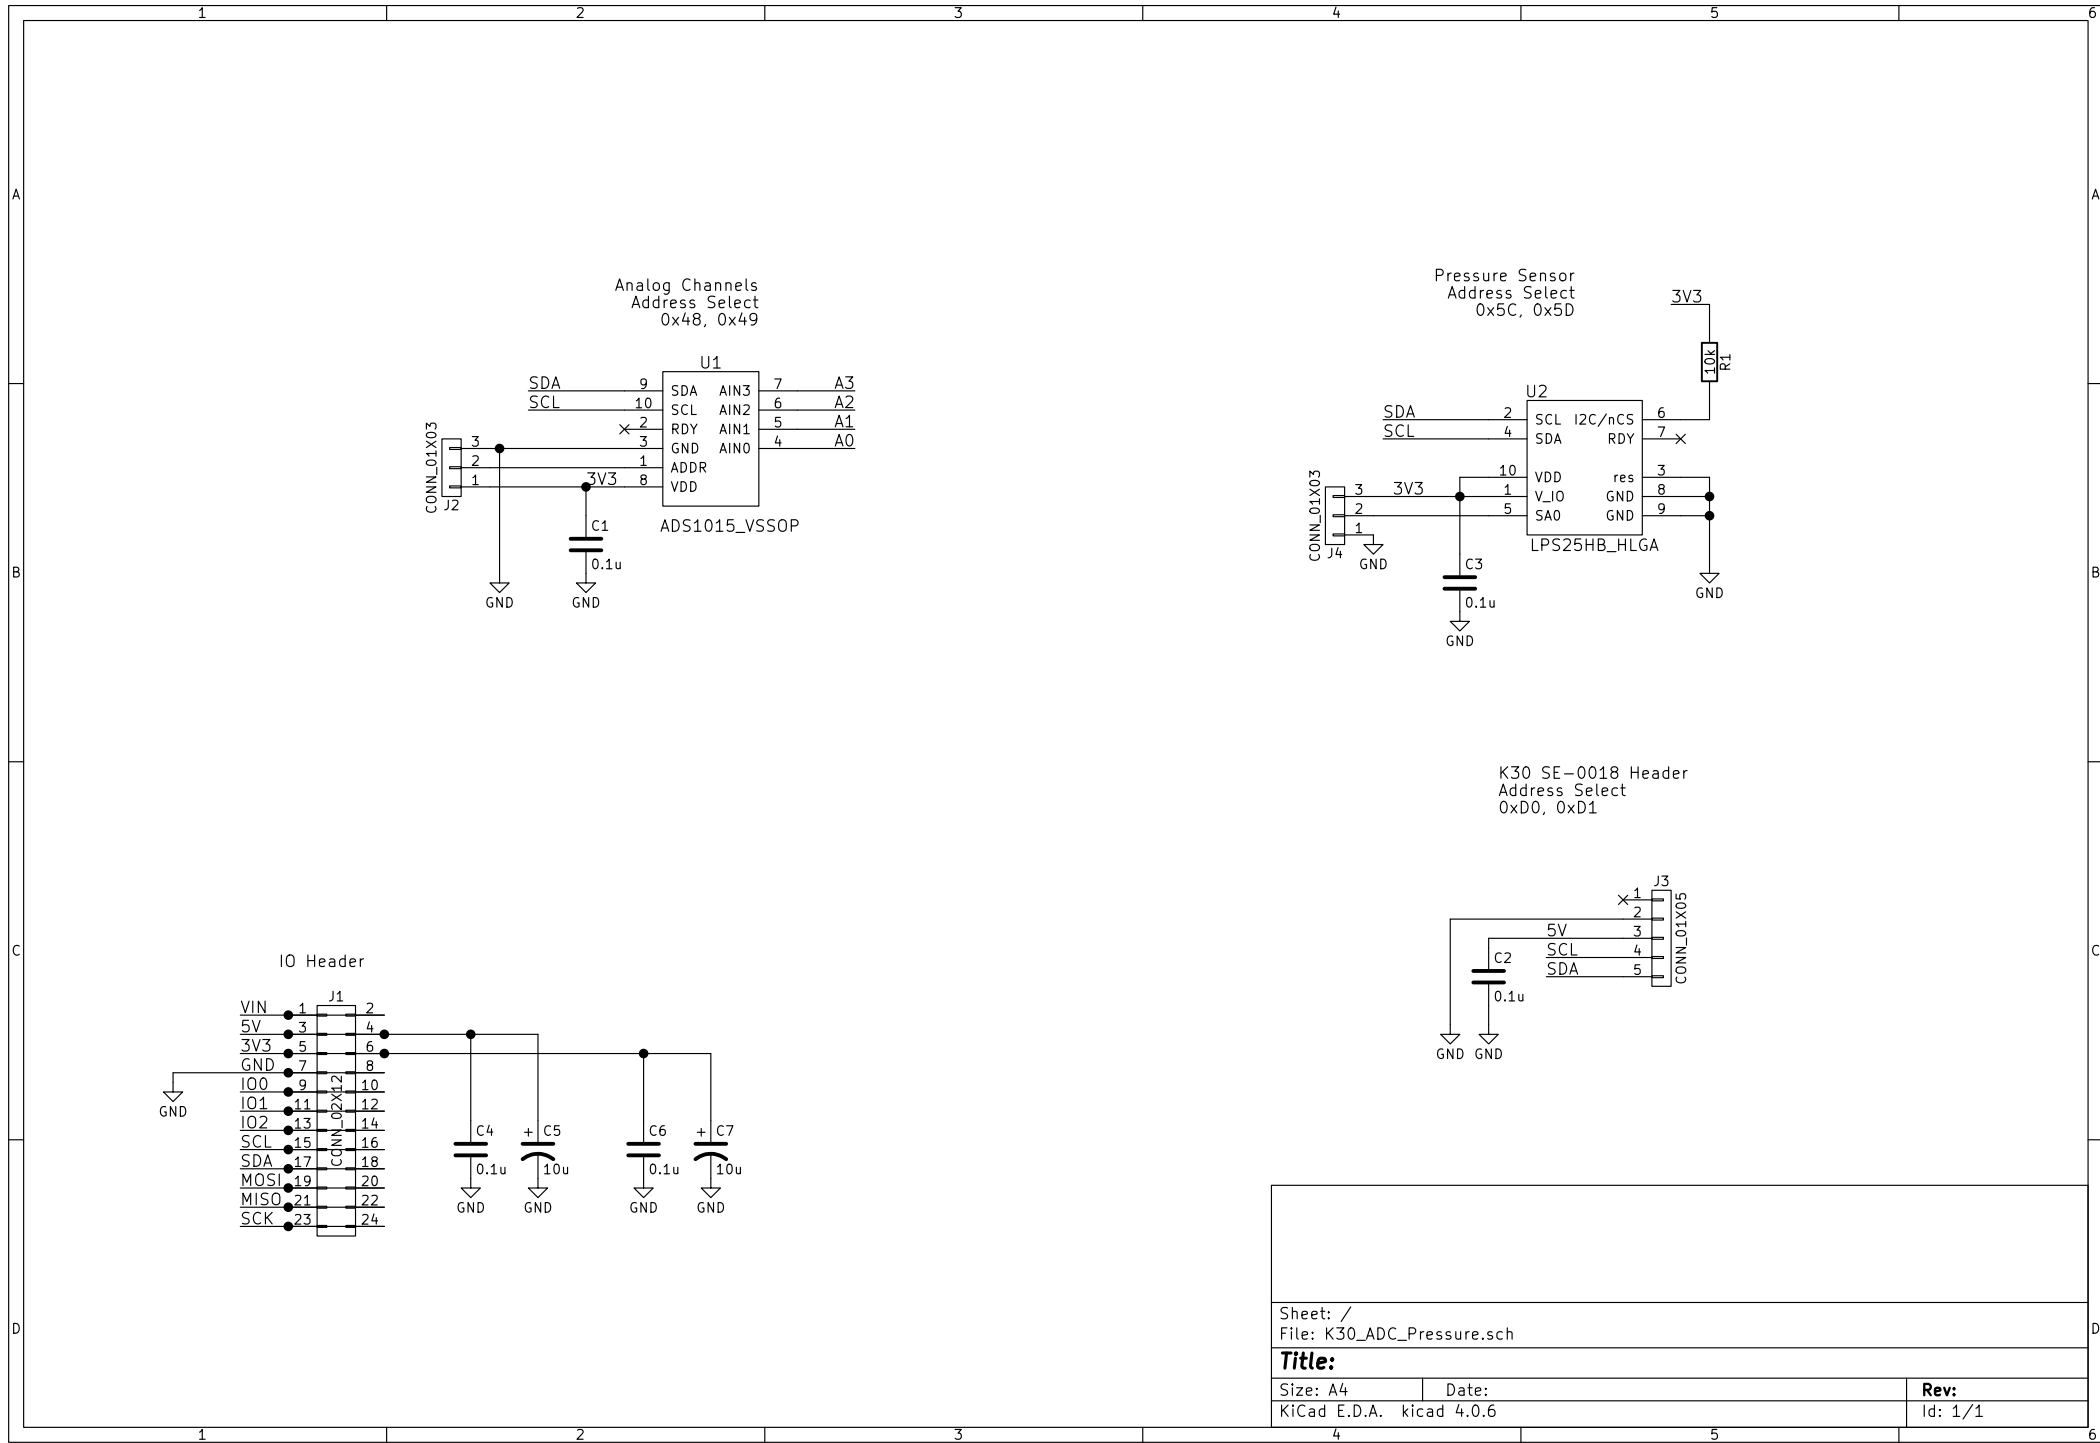 1 2 3 4 5 6
A A
B B
C C
D D
Analog Channels
Address Select
0x48, 0x49
U1
SDA 9 SDA AIN3 7 A3
SCL 10 SCL AIN2 6 A2
2 RDY AIN1 5 A1
3 3 GND AIN0 4 A0
2 1 ADDR
1 3V3 8 VDD
CONN_01X03
J2
ADS1015_VSSOP
C1
0.1u
GND GND
Pressure Sensor
Address Select
0x5C, 0x5D
3V3
10k
R1
U2
SDA 2 SCL I2C/nCS 6
SCL 4 SDA RDY 7
10 VDD res 3
3 3V3 1 V_IO GND 8
2 5 SA0 GND 9
1
CONN_01X03
J4
GND
LPS25HB_HLGA
C3
0.1u
GND
GND
K30 SE-0018 Header
Address Select
0xD0, 0xD1
J3
1
2
5V 3
SCL 4
SDA 5
CONN_01X05
C2
0.1u
GND GND
IO Header
J1
VIN 1 2
5V 3 4
3V3 5 6
GND 7 8
IO0 9 10
IO1 11 12
IO2 13 14
SCL 15 16
SDA 17 18
MOSI 19 20
MISO 21 22
SCK 23 24
CONN_02X12
GND
C4 + C5 C6 + C7
0.1u 10u 0.1u 10u
GND GND GND GND
Sheet: /
File: K30_ADC_Pressure.sch
Title:
Size: A4 Date: Rev:
KiCad E.D.A. kicad 4.0.6 Id: 1/1
1 2 3 4 5 6